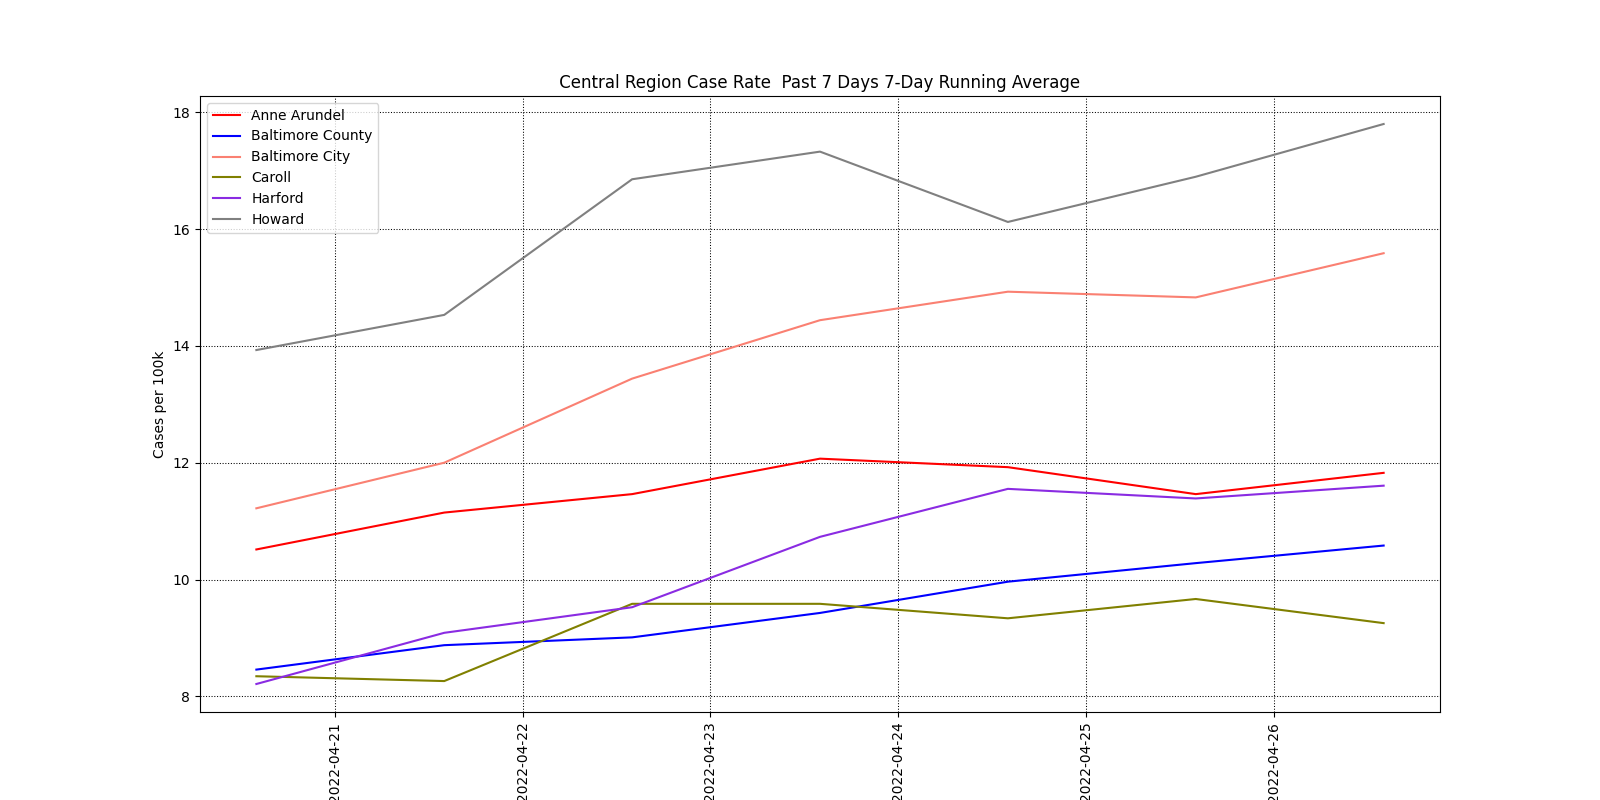 Central Region Case Rate  Past 7 Days 7-Day Running Average
Anne Arundel
Baltimore County
Baltimore City
Caroll
Harford
Howard
Cases per 100k
18
16
14
12
10
8
2022-04-21
2022-04-22
2022-04-23
2022-04-24
2022-04-25
2022-04-26